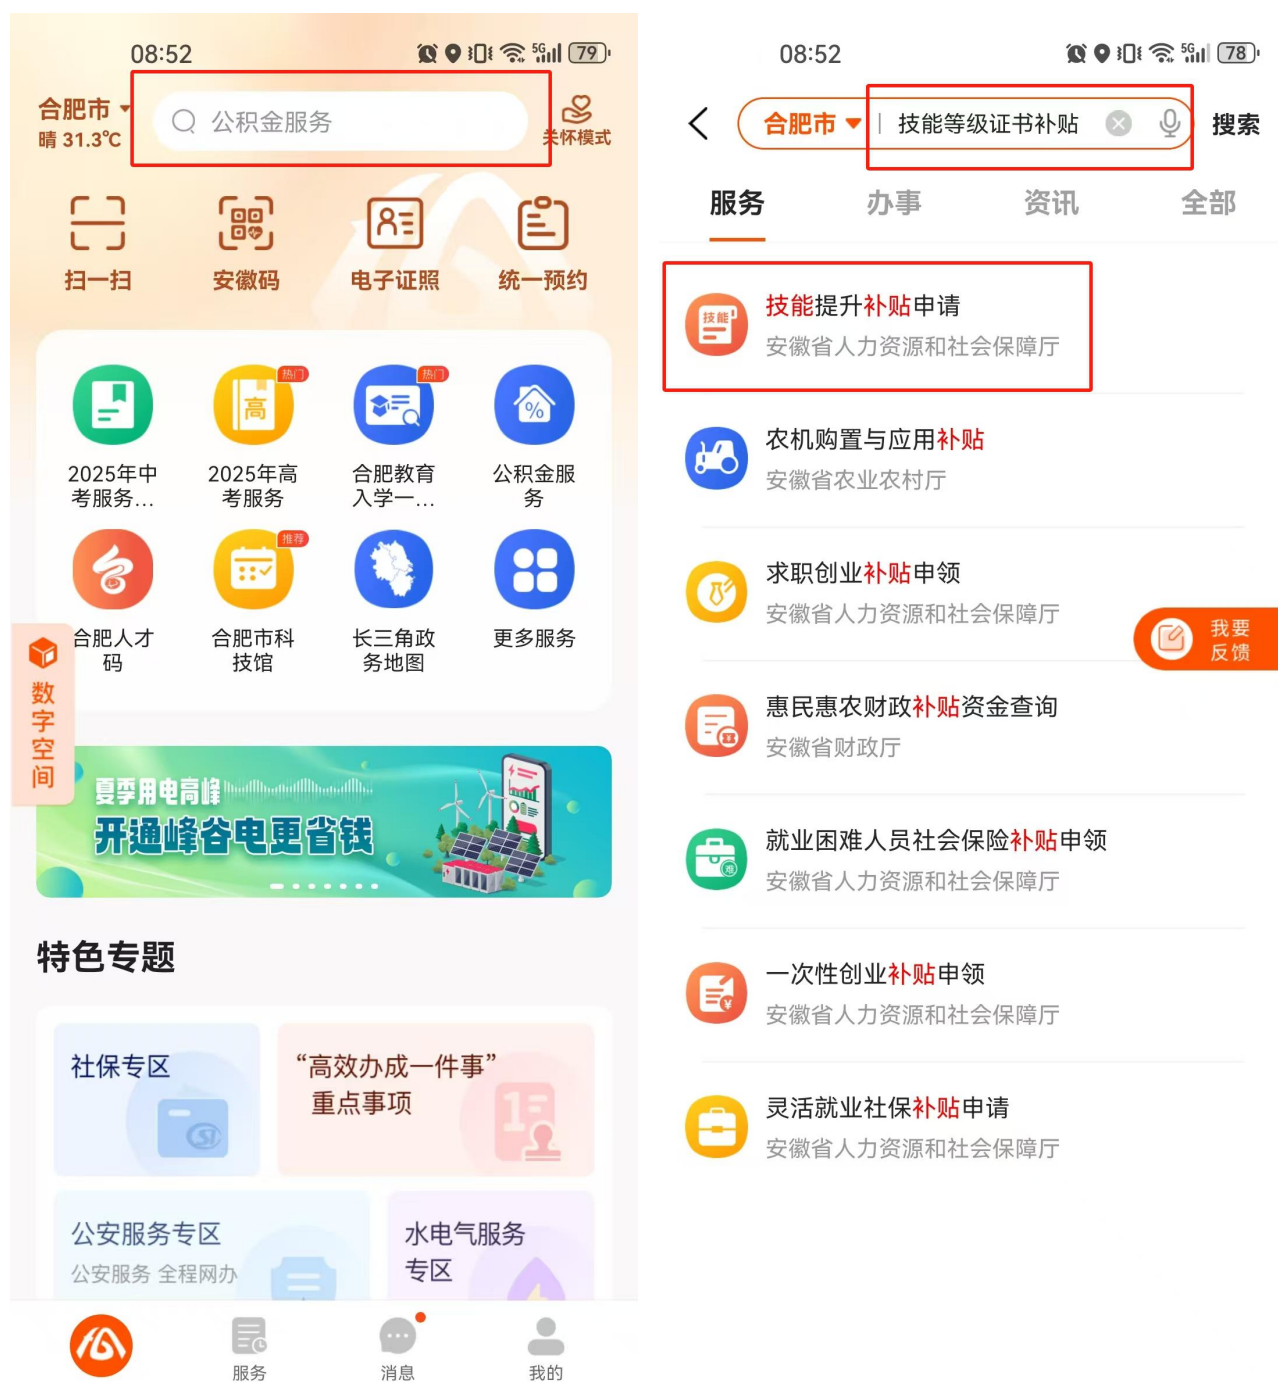 08:52
5G
79
合肥市
晴 31.3℃
公积金服务
关怀模式
扫一扫
安徽码
电子证照
统一预约
热门
高
热门
%
2025年中
考服务...
2025年高
考服务
合肥教育
入学一...
公积金服
务
推荐
合肥人才
码
合肥市科
技馆
长三角政
务地图
更多服务
数字空间
夏季用电高峰
开通峰谷电更省钱
特色专题
社保专区
“高效办成一件事”
重点事项
公安服务专区
公安服务 全程网办
水电气服务
专区
服务
消息
我的
08:52
5G
78
合肥市
技能等级证书补贴
搜索
服务
办事
资讯
全部
技能
技能提升补贴申请
安徽省人力资源和社会保障厅
农机购置与应用补贴
安徽省农业农村厅
求职创业补贴申领
安徽省人力资源和社会保障厅
我要
反馈
惠民惠农财政补贴资金查询
安徽省财政厅
就业困难人员社会保险补贴申领
安徽省人力资源和社会保障厅
难
一次性创业补贴申领
安徽省人力资源和社会保障厅
灵活就业社保补贴申请
安徽省人力资源和社会保障厅